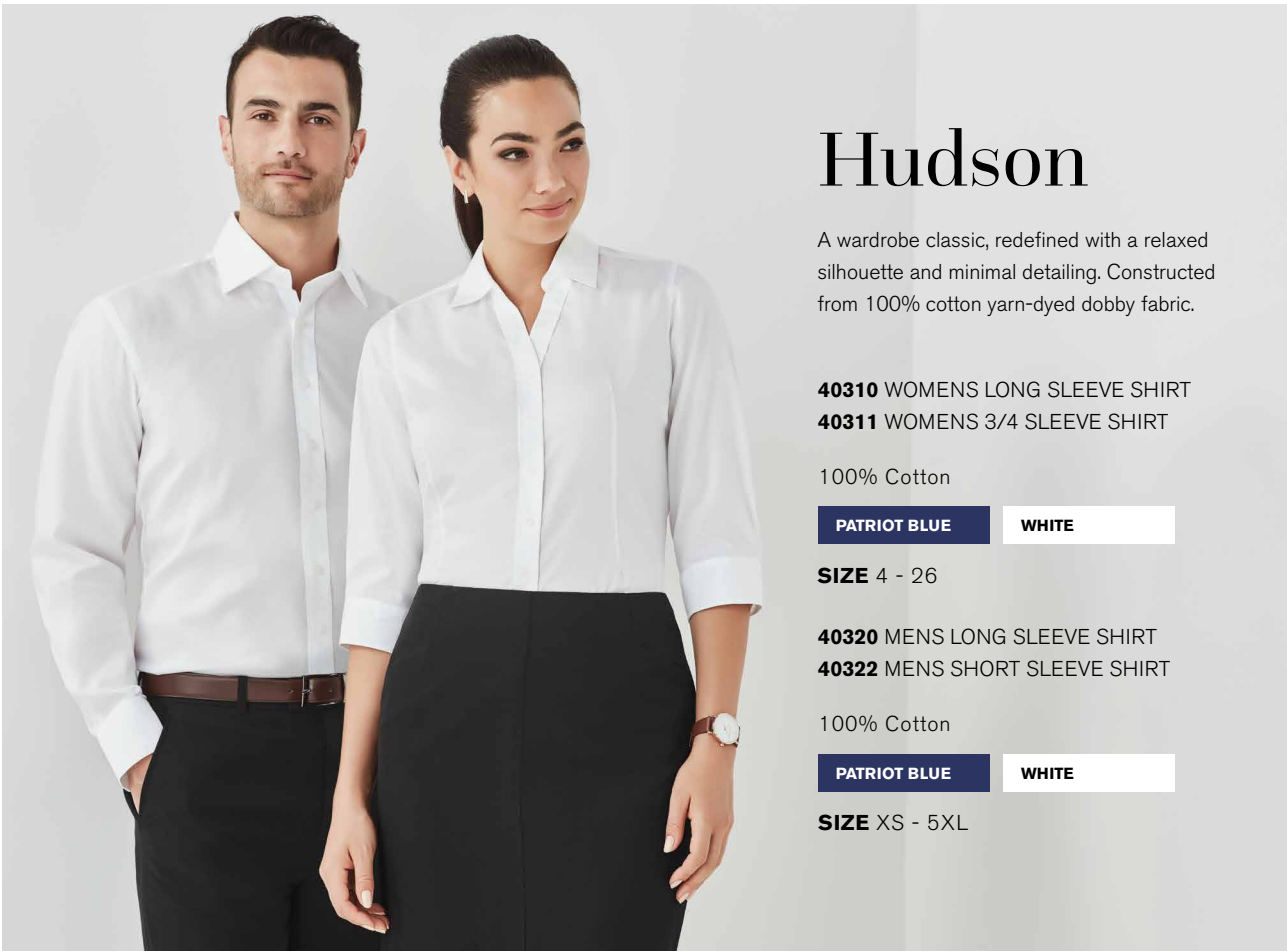 Hudson
A wardrobe classic, redefined with a relaxed
silhouette and minimal detailing. Constructed
from 100% cotton yarn-dyed dobby fabric.
40310 WOMENS LONG SLEEVE SHIRT
40311 WOMENS 3/4 SLEEVE SHIRT
100% Cotton
PATRIOT BLUE WHITE
SIZE 4 - 26
40320 MENS LONG SLEEVE SHIRT
40322 MENS SHORT SLEEVE SHIRT
100% Cotton
PATRIOT BLUE WHITE
SIZE XS - 5XL